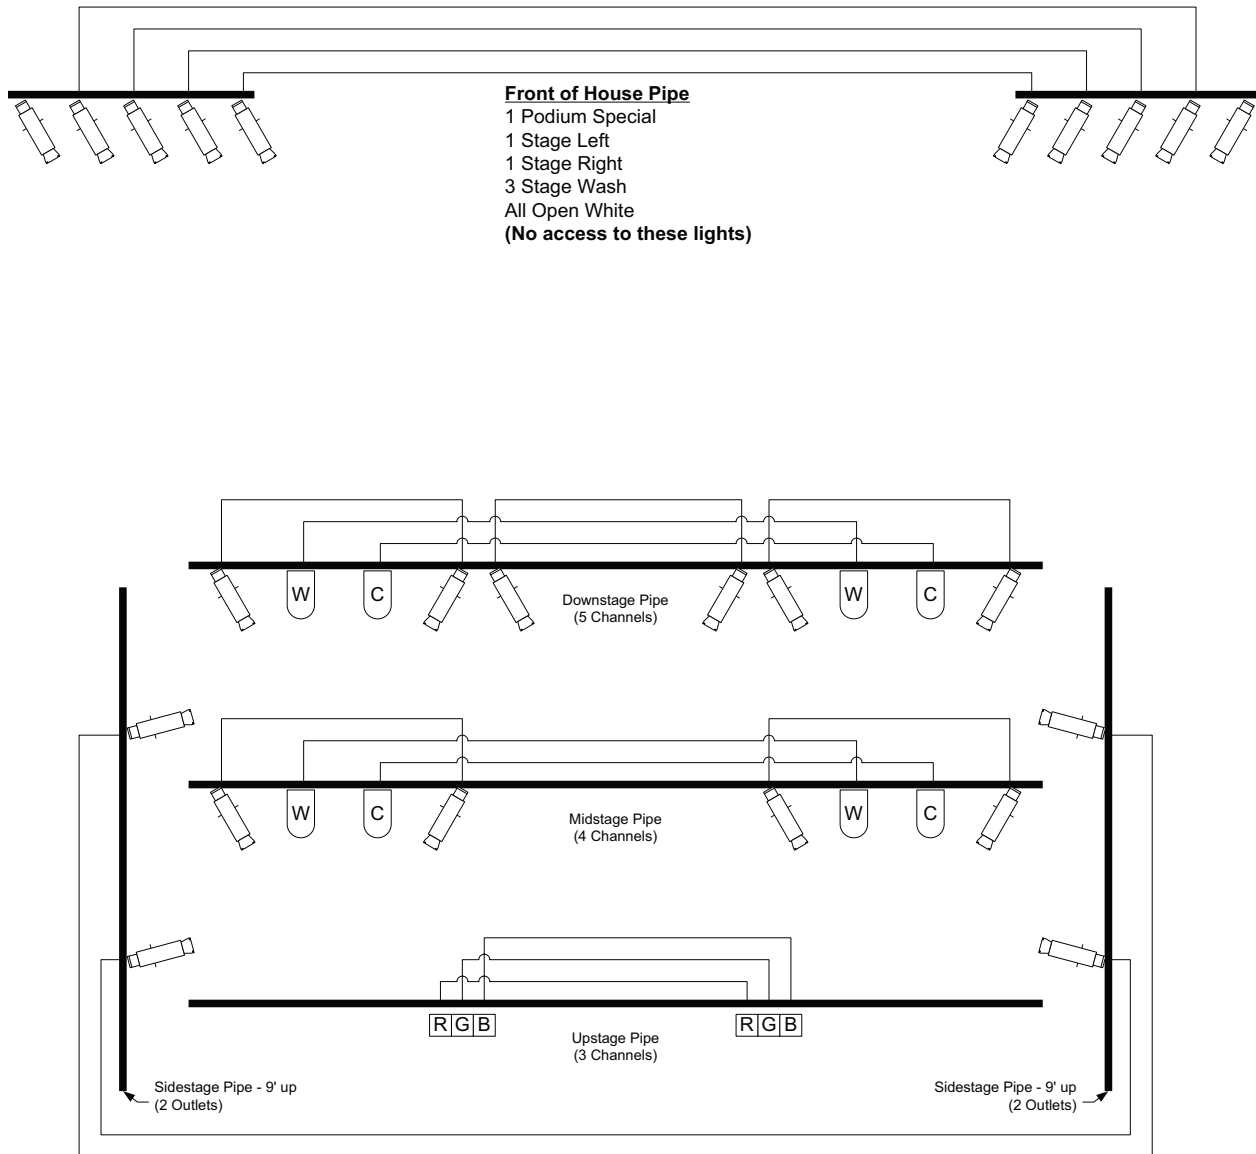 Front of House Pipe
1 Podium Special
1 Stage Left
1 Stage Right
3 Stage Wash
All Open White
(No access to these lights)
W C W C
Downstage Pipe
(5 Channels)
W C W C
Midstage Pipe
(4 Channels)
R G B R G B
Upstage Pipe
(3 Channels)
Sidestage Pipe - 9' up
(2 Outlets)
Sidestage Pipe - 9' up
(2 Outlets)